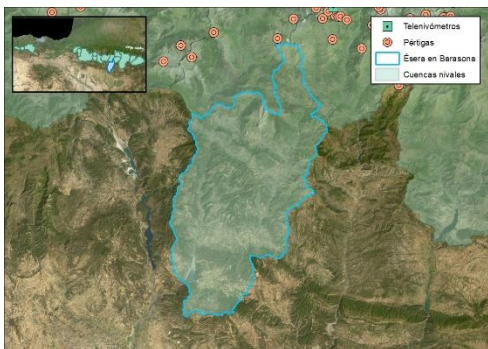 Telenivómetros
Pértigas
Ésera en Barasona
Cuencas nivales